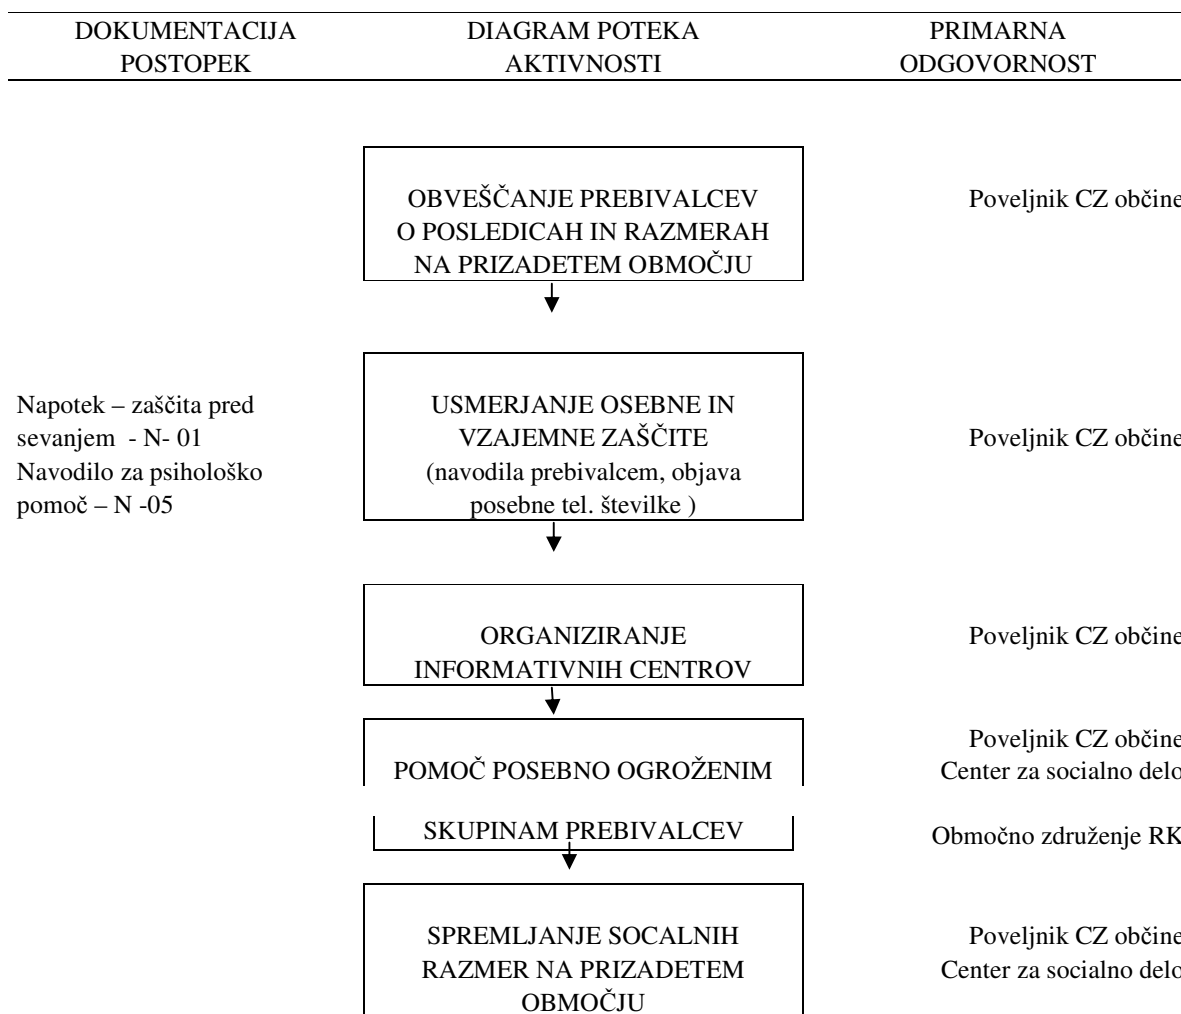 DOKUMENTACIJA
POSTOPEK
DIAGRAM POTEKA
AKTIVNOSTI
PRIMARNA
ODGOVORNOST
OBVEŠČANJE PREBIVALCEV
O POSLEDICAH IN RAZMERAH
NA PRIZADETEM OBMOČJU
Poveljnik CZ občine
Napotek – zaščita pred
sevanjem - N- 01
Navodilo za psihološko
pomoč – N -05
USMERJANJE OSEBNE IN
VZAJEMNE ZAŠČITE
(navodila prebivalcem, objava
posebne tel. številke )
Poveljnik CZ občine
ORGANIZIRANJE
INFORMATIVNIH CENTROV
Poveljnik CZ občine
POMOČ POSEBNO OGROŽENIM
SKUPINAM PREBIVALCEV
Poveljnik CZ občine
Center za socialno delo
Območno združenje RK
SPREMLJANJE SOCALNIH
RAZMER NA PRIZADETEM
OBMOČJU
Poveljnik CZ občine
Center za socialno delo